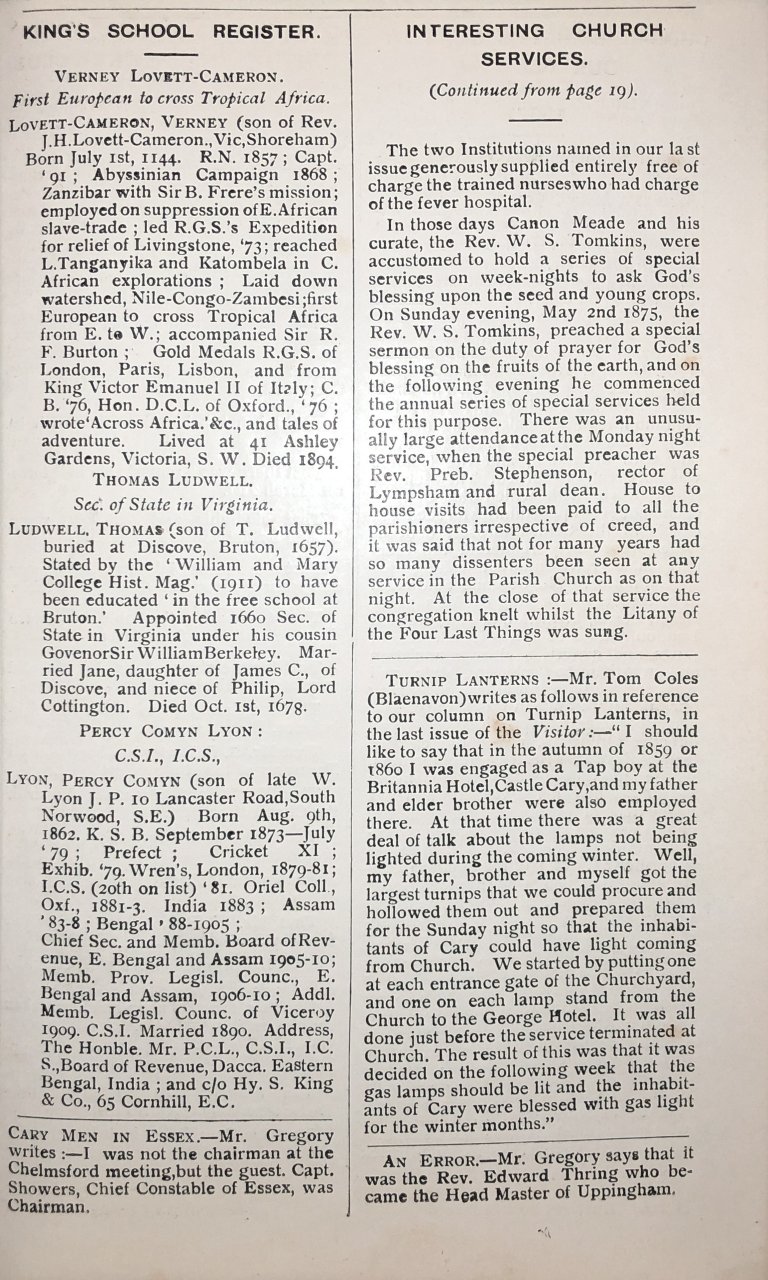 KING'S SCHOOL REGISTER.
VERNEY LOVETT-CAMERON.
First European to cross Tropical Africa.
LOVETT-CAMERON, VERNEY (son of Rev.
J.H.Lovett-Cameron.,Vic,Shoreham)
Born July 1st, 1144. R.N. 1857 ; Capt.
'91 ; Abyssinian Campaign 1868 ;
Zanzibar with Sir B. Frere's mission;
employed on suppression of E.African
slave-trade ; led R.G.S.'s Expedition
for relief of Livingstone, '73; reached
L.Tanganyika and Katombela in C.
African explorations ; Laid down
watershed, Nile-Congo-Zambesi;first
European to cross Tropical Africa
from E. to W.; accompanied Sir R.
F. Burton ; Gold Medals R.G.S. of
London, Paris, Lisbon, and from
King Victor Emanuel II of Italy; C.
B. '76, Hon. D.C.L. of Oxford., '76 ;
wrote'Across Africa.'&c., and tales of
adventure. Lived at 41 Ashley
Gardens, Victoria, S. W. Died 1894.
THOMAS LUDWELL.
Sec. of State in Virginia.
LUDWELL, THOMAS (son of T. Ludwell,
buried at Discove, Bruton, 1657).
Stated by the 'William and Mary
College Hist. Mag.' (1911) to have
been educated 'in the free school at
Bruton.' Appointed 1660 Sec. of
State in Virginia under his cousin
GovenorSirWilliamBerkeley. Mar-
ried Jane, daughter of James C., of
Discove, and niece of Philip, Lord
Cottington. Died Oct. 1st, 1678.
PERCY COMYN LYON :
C.S.I., I.C.S.,
LYON, PERCY COMYN (son of late W.
Lyon J. P. 10 Lancaster Road,South
Norwood, S.E.) Born Aug. 9th,
1862. K. S. B. September 1873—July
'79 ; Prefect ; Cricket XI ;
Exhib. '79. Wren's, London, 1879-81;
I.C.S. (20th on list) '81. Oriel Coll.,
Oxf., 1881-3. India 1883 ; Assam
'83-8 ; Bengal '88-1905 ;
Chief Sec. and Memb. Board of Rev-
enue, E. Bengal and Assam 1905-10;
Memb. Prov. Legisl. Counc., E.
Bengal and Assam, 1906-10 ; Addl.
Memb. Legisl. Counc. of Viceroy
1909. C.S.I. Married 1890. Address,
The Honble. Mr. P.C.L., C.S.I., I.C.
S.,Board of Revenue, Dacca. Eastern
Bengal, India ; and c/o Hy. S. King
& Co., 65 Cornhill, E.C.
CARY MEN IN ESSEX.—Mr. Gregory
writes :—I was not the chairman at the
Chelmsford meeting,but the guest. Capt.
Showers, Chief Constable of Essex, was
Chairman.
INTERESTING CHURCH
SERVICES.
(Continued from page 19).
The two Institutions named in our last
issue generously supplied entirely free of
charge the trained nurseswho had charge
of the fever hospital.
In those days Canon Meade and his
curate, the Rev. W. S. Tomkins, were
accustomed to hold a series of special
services on week-nights to ask God's
blessing upon the seed and young crops.
On Sunday evening, May 2nd 1875, the
Rev. W. S. Tomkins, preached a special
sermon on the duty of prayer for God's
blessing on the fruits of the earth, and on
the following evening he commenced
the annual series of special services held
for this purpose. There was an unusu-
ally large attendance at the Monday night
service, when the special preacher was
Rev. Preb. Stephenson, rector of
Lympsham and rural dean. House to
house visits had been paid to all the
parishioners irrespective of creed, and
it was said that not for many years had
so many dissenters been seen at any
service in the Parish Church as on that
night. At the close of that service the
congregation knelt whilst the Litany of
the Four Last Things was sung.
TURNIP LANTERNS :—Mr. Tom Coles
(Blaenavon)writes as follows in reference
to our column on Turnip Lanterns, in
the last issue of the Visitor:—" I should
like to say that in the autumn of 1859 or
1860 I was engaged as a Tap boy at the
Britannia Hotel,Castle Cary,and my father
and elder brother were also employed
there. At that time there was a great
deal of talk about the lamps not being
lighted during the coming winter. Well,
my father, brother and myself got the
largest turnips that we could procure and
hollowed them out and prepared them
for the Sunday night so that the inhabi-
tants of Cary could have light coming
from Church. We started by putting one
at each entrance gate of the Churchyard,
and one on each lamp stand from the
Church to the George Hotel. It was all
done just before the service terminated at
Church. The result of this was that it was
decided on the following week that the
gas lamps should be lit and the inhabit-
ants of Cary were blessed with gas light
for the winter months."
AN ERROR.—Mr. Gregory says that it
was the Rev. Edward Thring who be-
came the Head Master of Uppingham.